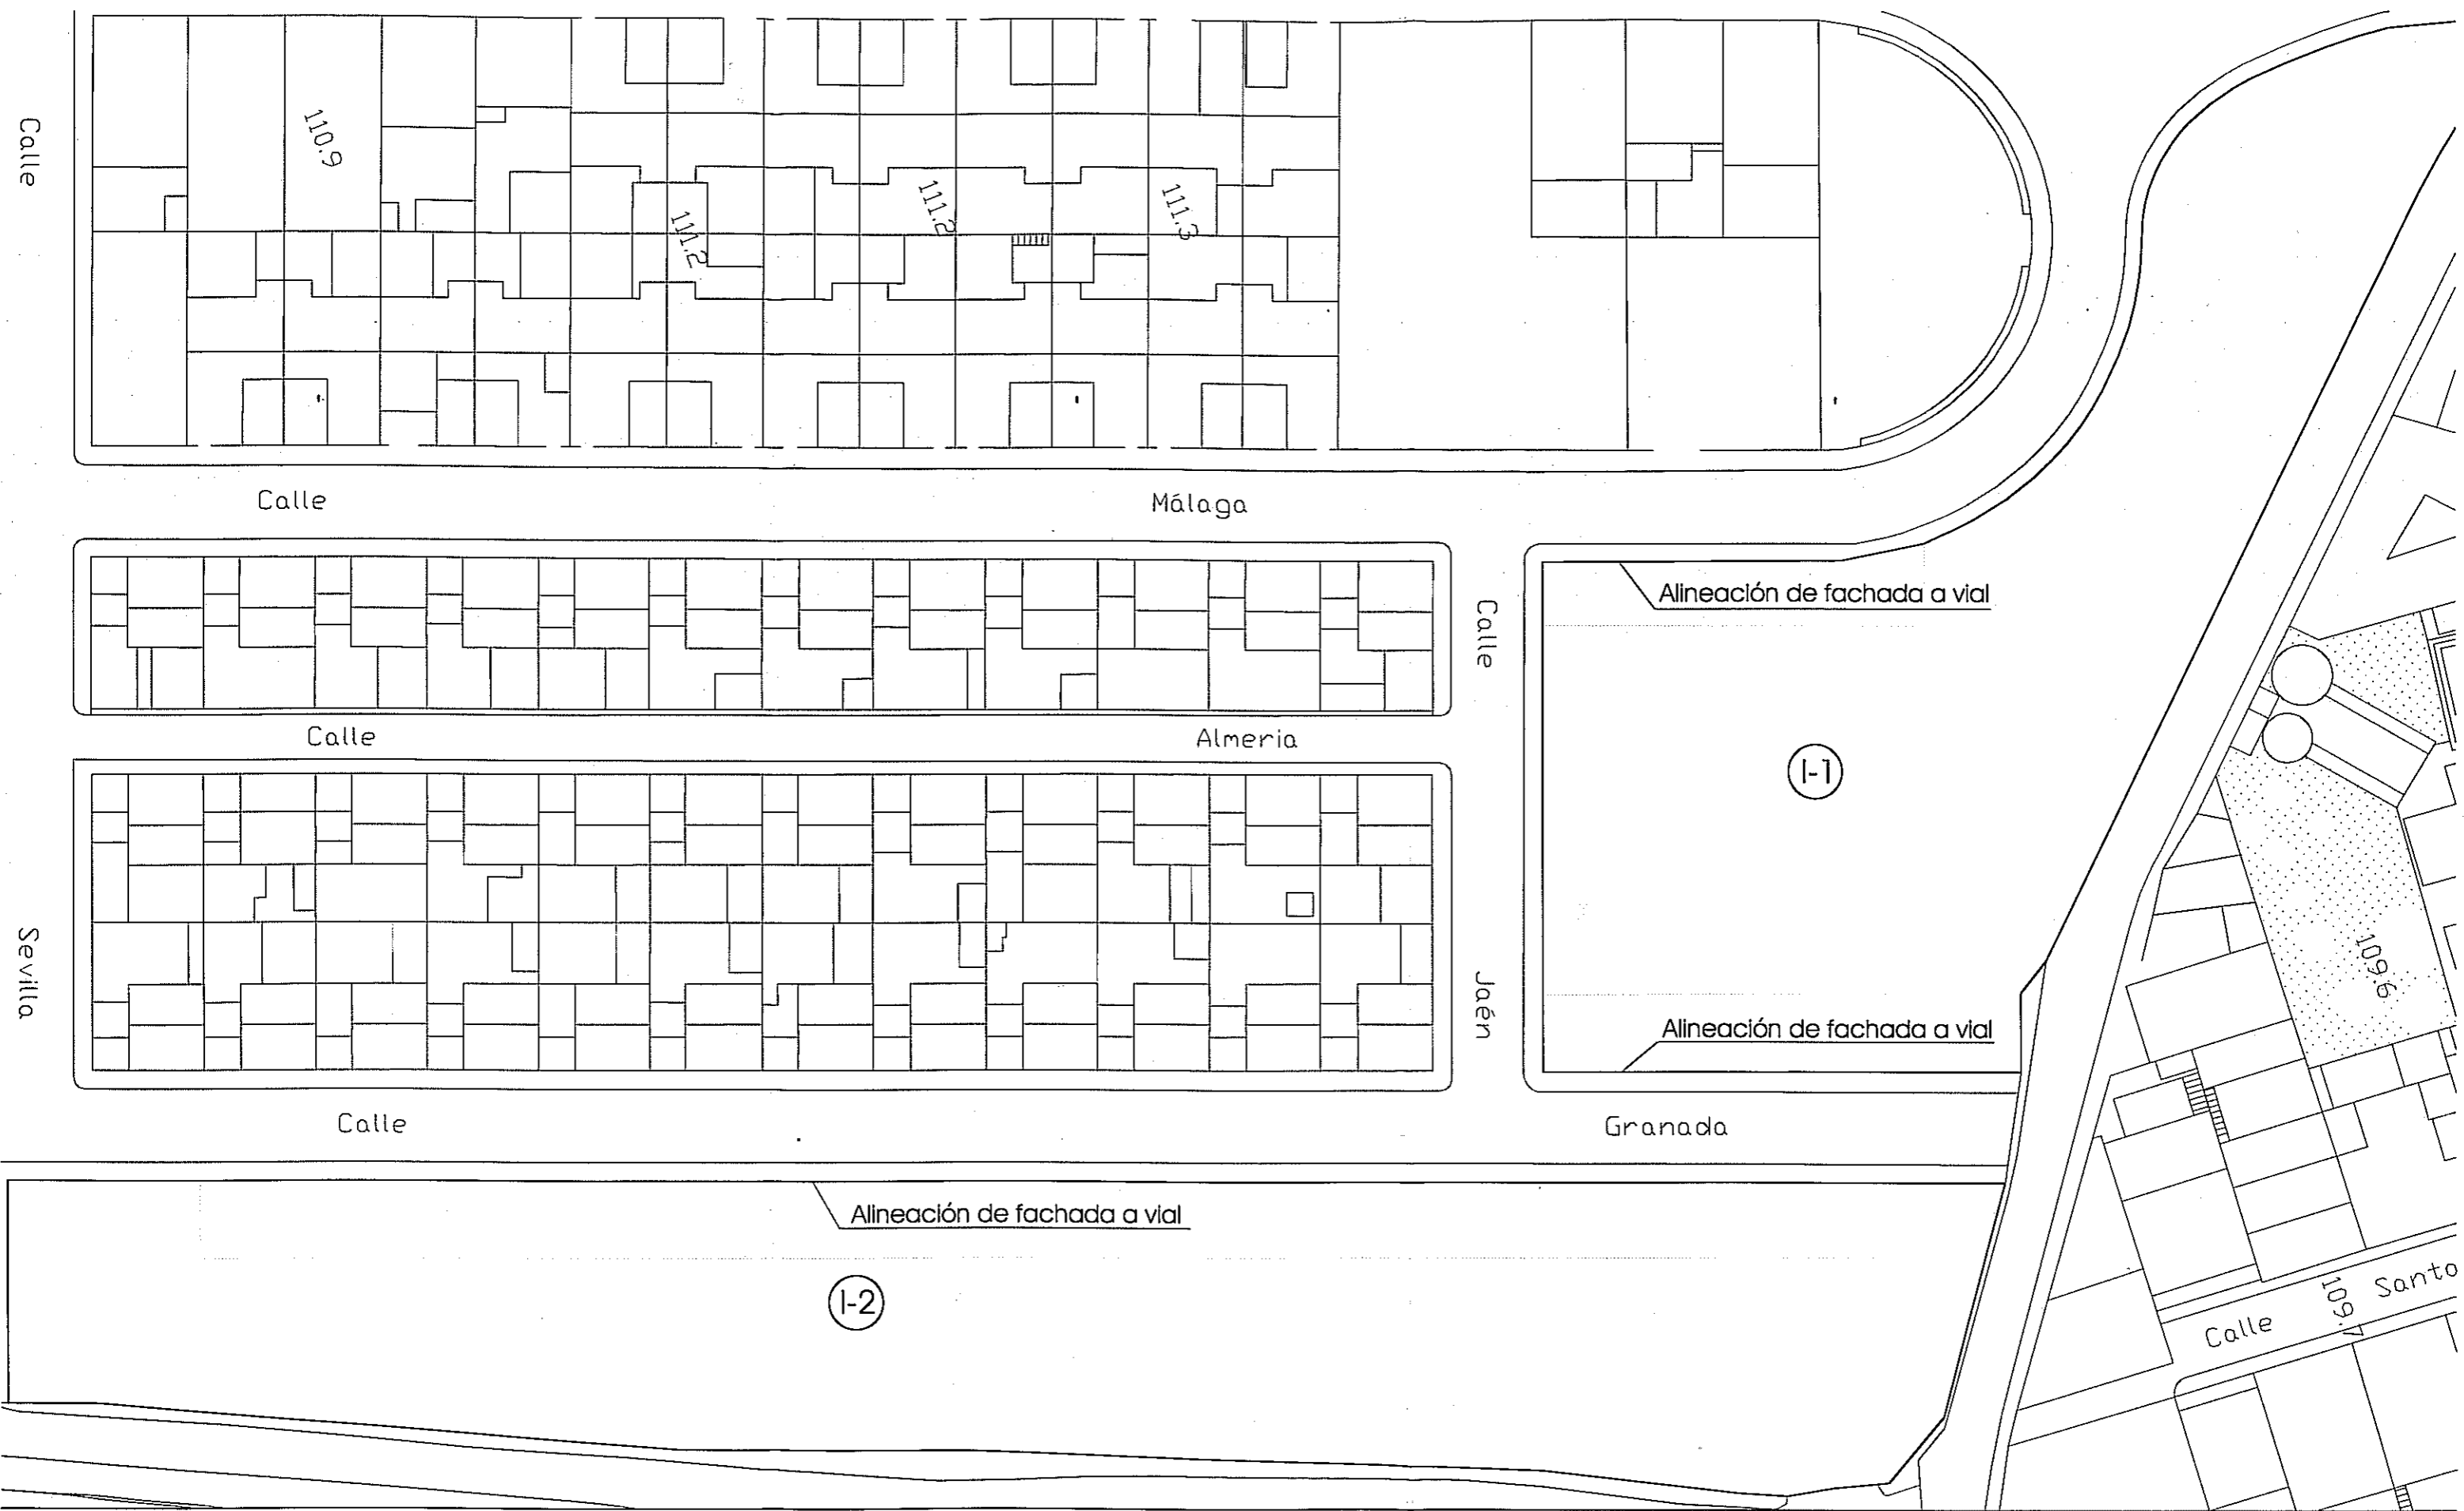 Calle
110.9
111.2
111.2
111.3
Calle Málaga
Alineación de fachada a vial
Calle
Calle Almeria
I-1
Sevilla
Jaén
109.6
Alineación de fachada a vial
Calle Granada
Alineación de fachada a vial
I-2
Calle Santo
109.7